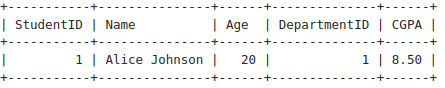 +-----------+---------------+------+--------------+------+
| StudentID | Name          | Age  | DepartmentID | CGPA |
+-----------+---------------+------+--------------+------+
|         1 | Alice Johnson |   20 |            1 | 8.50 |
+-----------+---------------+------+--------------+------+